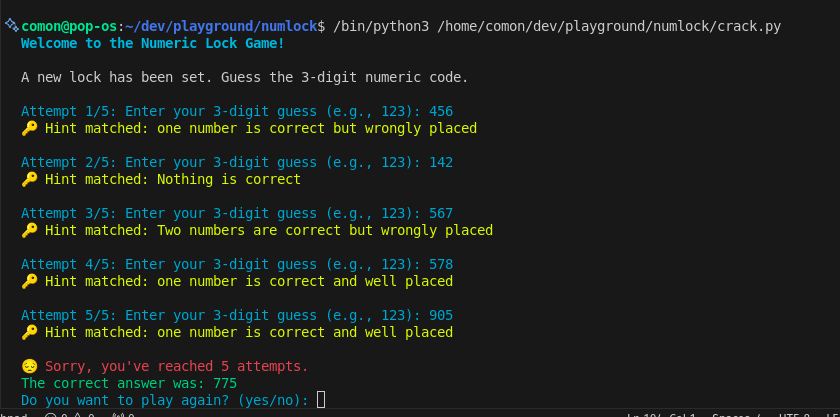 comon@pop-os:~/dev/playground/numlock$ /bin/python3 /home/comon/dev/playground/numlock/crack.py
Welcome to the Numeric Lock Game!
A new lock has been set. Guess the 3-digit numeric code.
Attempt 1/5: Enter your 3-digit guess (e.g., 123): 456
🔑 Hint matched: one number is correct but wrongly placed
Attempt 2/5: Enter your 3-digit guess (e.g., 123): 142
🔑 Hint matched: Nothing is correct
Attempt 3/5: Enter your 3-digit guess (e.g., 123): 567
🔑 Hint matched: Two numbers are correct but wrongly placed
Attempt 4/5: Enter your 3-digit guess (e.g., 123): 578
🔑 Hint matched: one number is correct and well placed
Attempt 5/5: Enter your 3-digit guess (e.g., 123): 905
🔑 Hint matched: one number is correct and well placed
😔 Sorry, you've reached 5 attempts.
The correct answer was: 775
Do you want to play again? (yes/no):